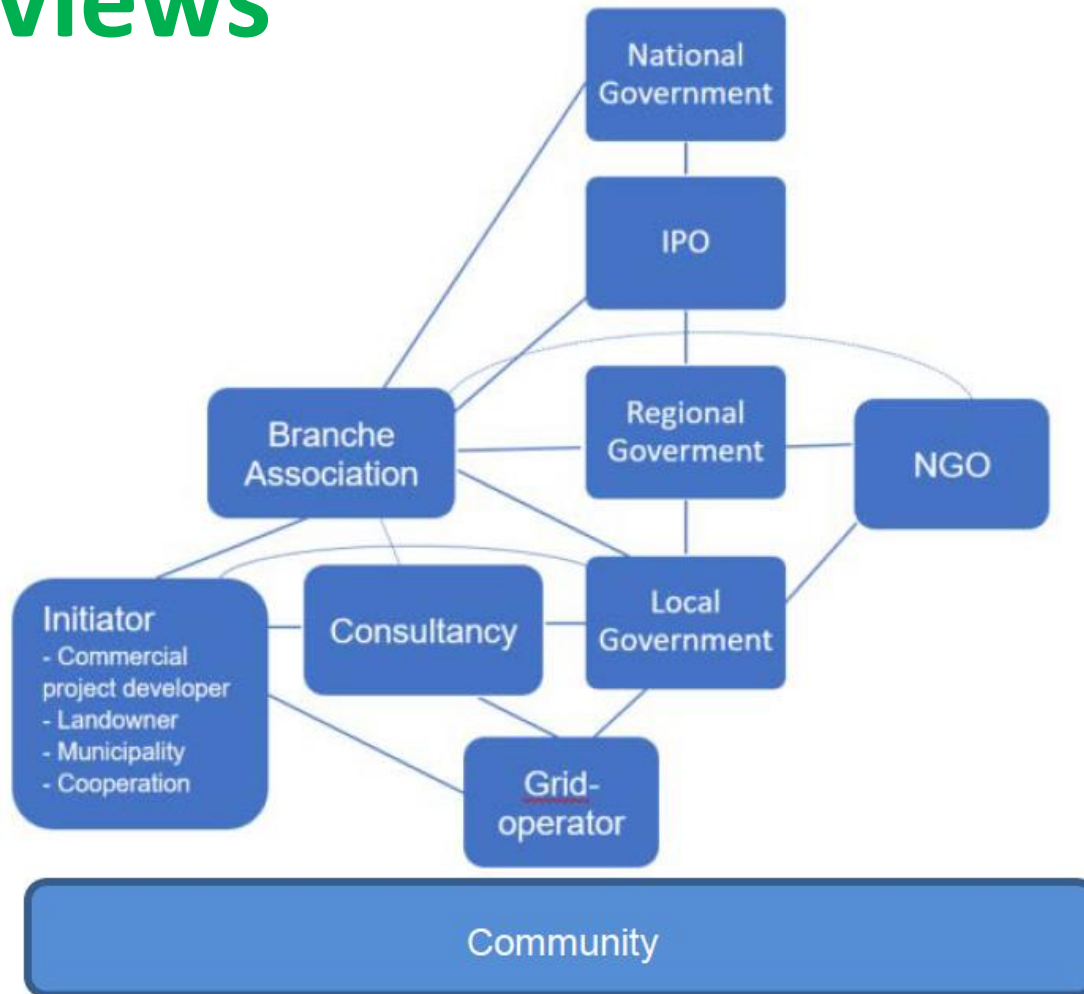 views
National
Government
IPO
Regional
Goverment
Branche
Association
NGO
Initiator
- Commercial
project developer
- Landowner
- Municipality
- Cooperation
Consultancy
Local
Government
Grid-
operator
Community